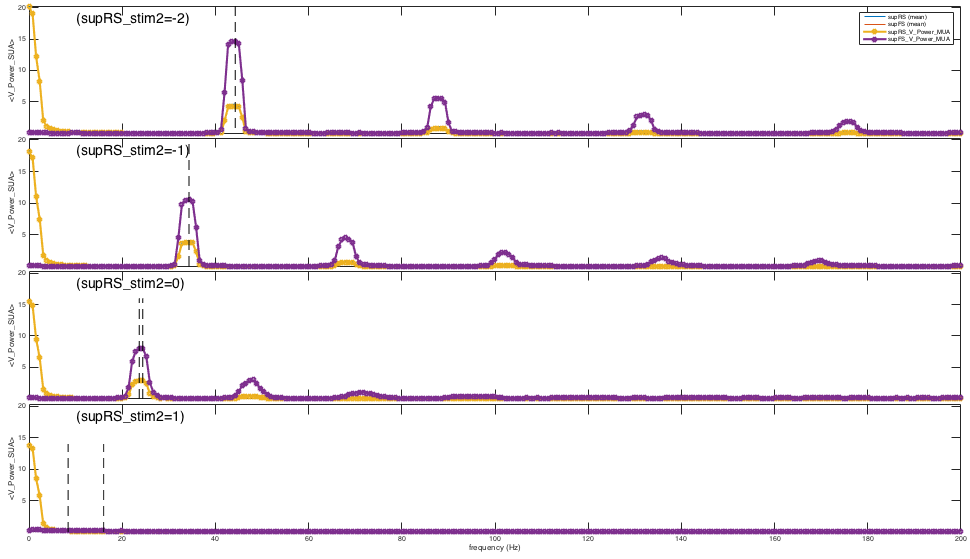 (supRS_stim2=-2)
supRS (mean)
supFS (mean)
supRS_V_Power_MUA
supFS_V_Power_MUA
<V_Power_SUA>
20
15
10
5
(supRS_stim2=-1)
<V_Power_SUA>
20
15
10
5
(supRS_stim2=0)
<V_Power_SUA>
20
15
10
5
(supRS_stim2=1)
<V_Power_SUA>
20
15
10
5
0 20 40 60 80 100 120 140 160 180 200
frequency (Hz)